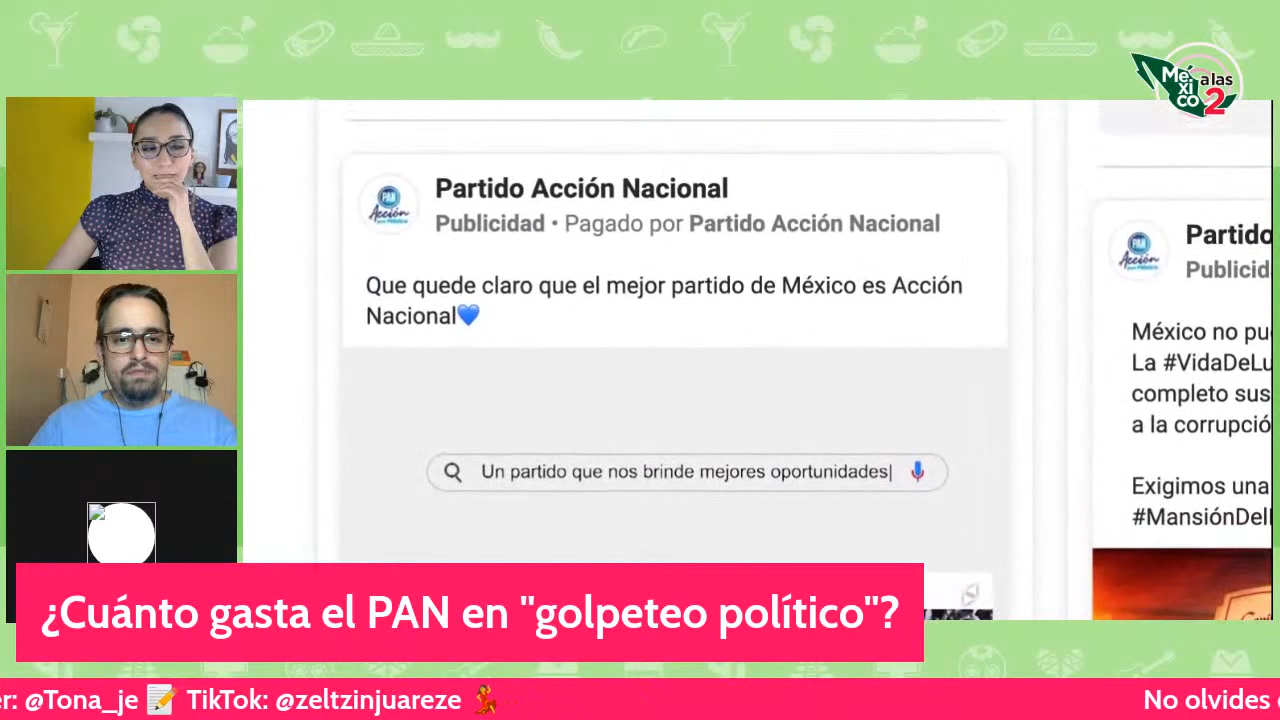 México a las 2
Partido Acción Nacional
Publicidad • Pagado por Partido Acción Nacional
Que quede claro que el mejor partido de México es Acción
Nacional💙
Un partido que nos brinde mejores oportunidades|
PAN
Acción
Partido
Publicid
México no pu
La #VidaDeLu
completo sus
a la corrupció
Exigimos una
#MansiónDel
¿Cuánto gasta el PAN en "golpeteo político"?
er: @Tona_je 📝 TikTok: @zeltzinjuareze 💃
No olvides